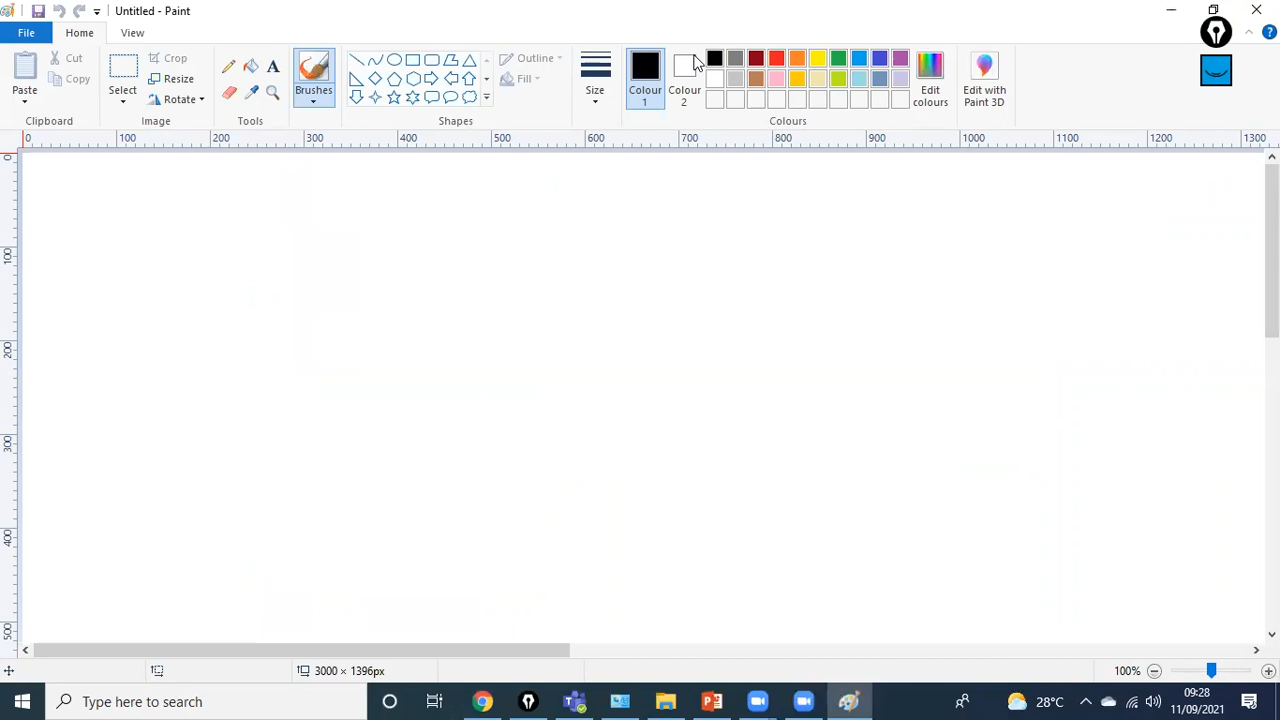 Untitled - Paint
File
Home
View
Paste
Cut
Copy
Clipboard
Select
Crop
Resize
Rotate
Image
A
Tools
Brushes
Shapes
Outline
Fill
Size
Colour 1
Colour 2
Edit colours
Edit with Paint 3D
Colours
0 100 200 300 400 500 600 700 800 900 1000 1100 1200 1300
0
100
200
300
400
500
3000 × 1396px
100%
Type here to search
28°C
09:28
11/09/2021